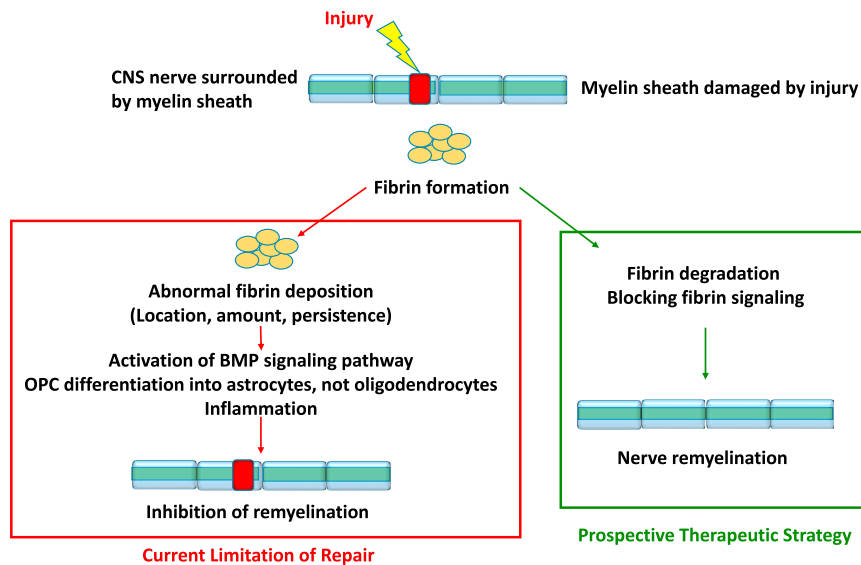 Injury
CNS nerve surrounded
by myelin sheath
Myelin sheath damaged by injury
Fibrin formation
Abnormal fibrin deposition
(Location, amount, persistence)
Activation of BMP signaling pathway
OPC differentiation into astrocytes, not oligodendrocytes
Inflammation
Inhibition of remyelination
Current Limitation of Repair
Fibrin degradation
Blocking fibrin signaling
Nerve remyelination
Prospective Therapeutic Strategy